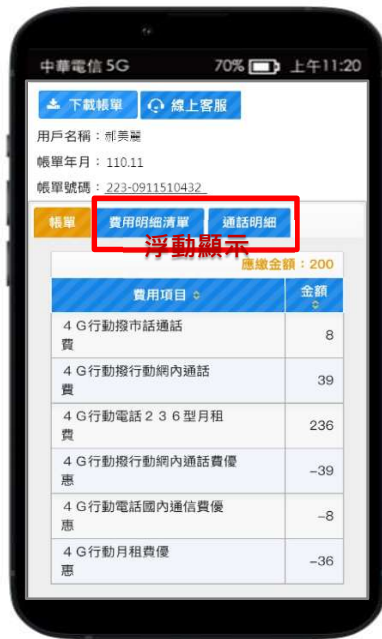 中華電信 5G 70% 上午11:20
下載帳單 線上客服
用戶名稱：郝美麗
帳單年月：110.11
帳單號碼：223-0911510432
帳單 費用明細清單 通話明細
浮動顯示
應繳金額：200
費用項目 金額
４Ｇ行動撥市話通話
費 8
４Ｇ行動撥行動網內通話
費 39
４Ｇ行動電話２３６型月租
費 236
４Ｇ行動撥行動網內通話費優
惠 −39
４Ｇ行動電話國內通信費優
惠 −8
４Ｇ行動月租費優
惠 −36